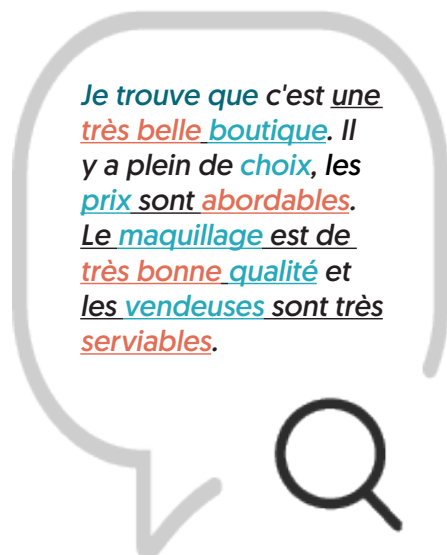 Je trouve que c'est une
très belle boutique. Il
y a plein de choix, les
prix sont abordables.
Le maquillage est de
très bonne qualité et
les vendeuses sont très
serviables.